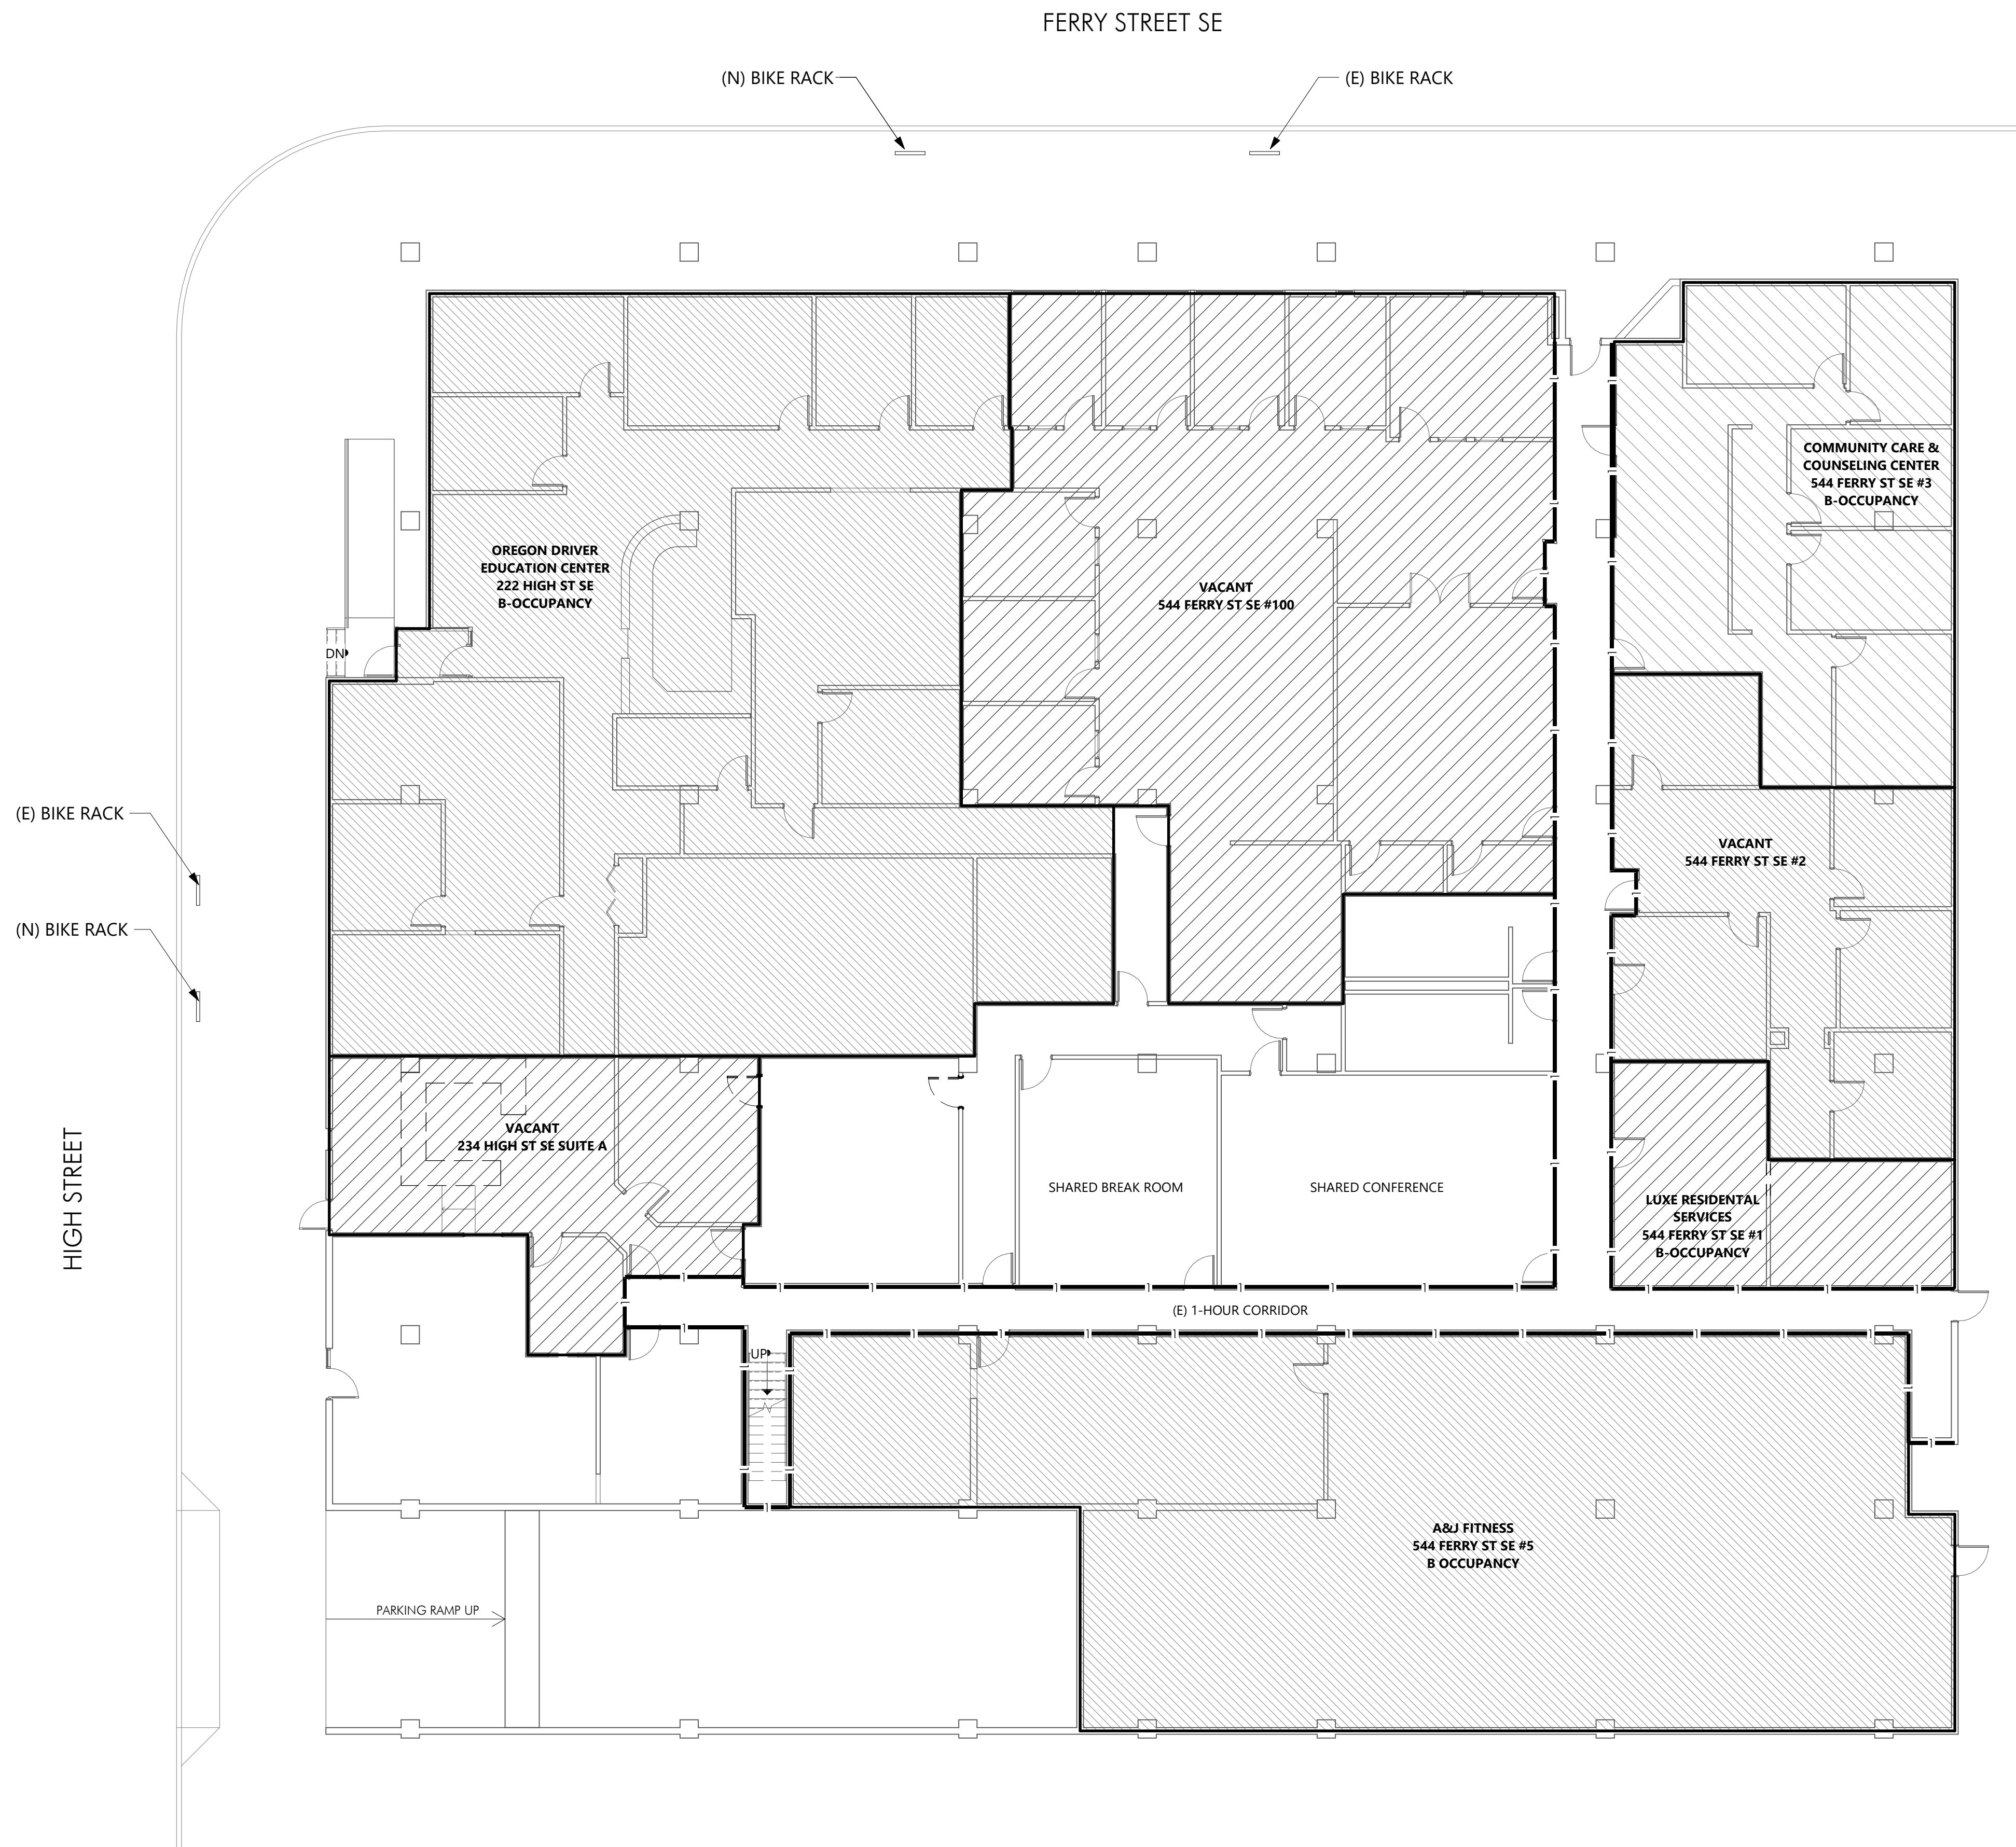 FERRY STREET SE
(N) BIKE RACK
(E) BIKE RACK
COMMUNITY CARE &
COUNSELING CENTER
544 FERRY ST SE #3
B-OCCUPANCY
OREGON DRIVER
EDUCATION CENTER
222 HIGH ST SE
B-OCCUPANCY
VACANT
544 FERRY ST SE #100
DN
(E) BIKE RACK
VACANT
544 FERRY ST SE #2
(N) BIKE RACK
HIGH STREET
VACANT
234 HIGH ST SE SUITE A
SHARED BREAK ROOM
SHARED CONFERENCE
LUXE RESIDENTAL
SERVICES
544 FERRY ST SE #1
B-OCCUPANCY
(E) 1-HOUR CORRIDOR
UP
A&J FITNESS
544 FERRY ST SE #5
B OCCUPANCY
PARKING RAMP UP